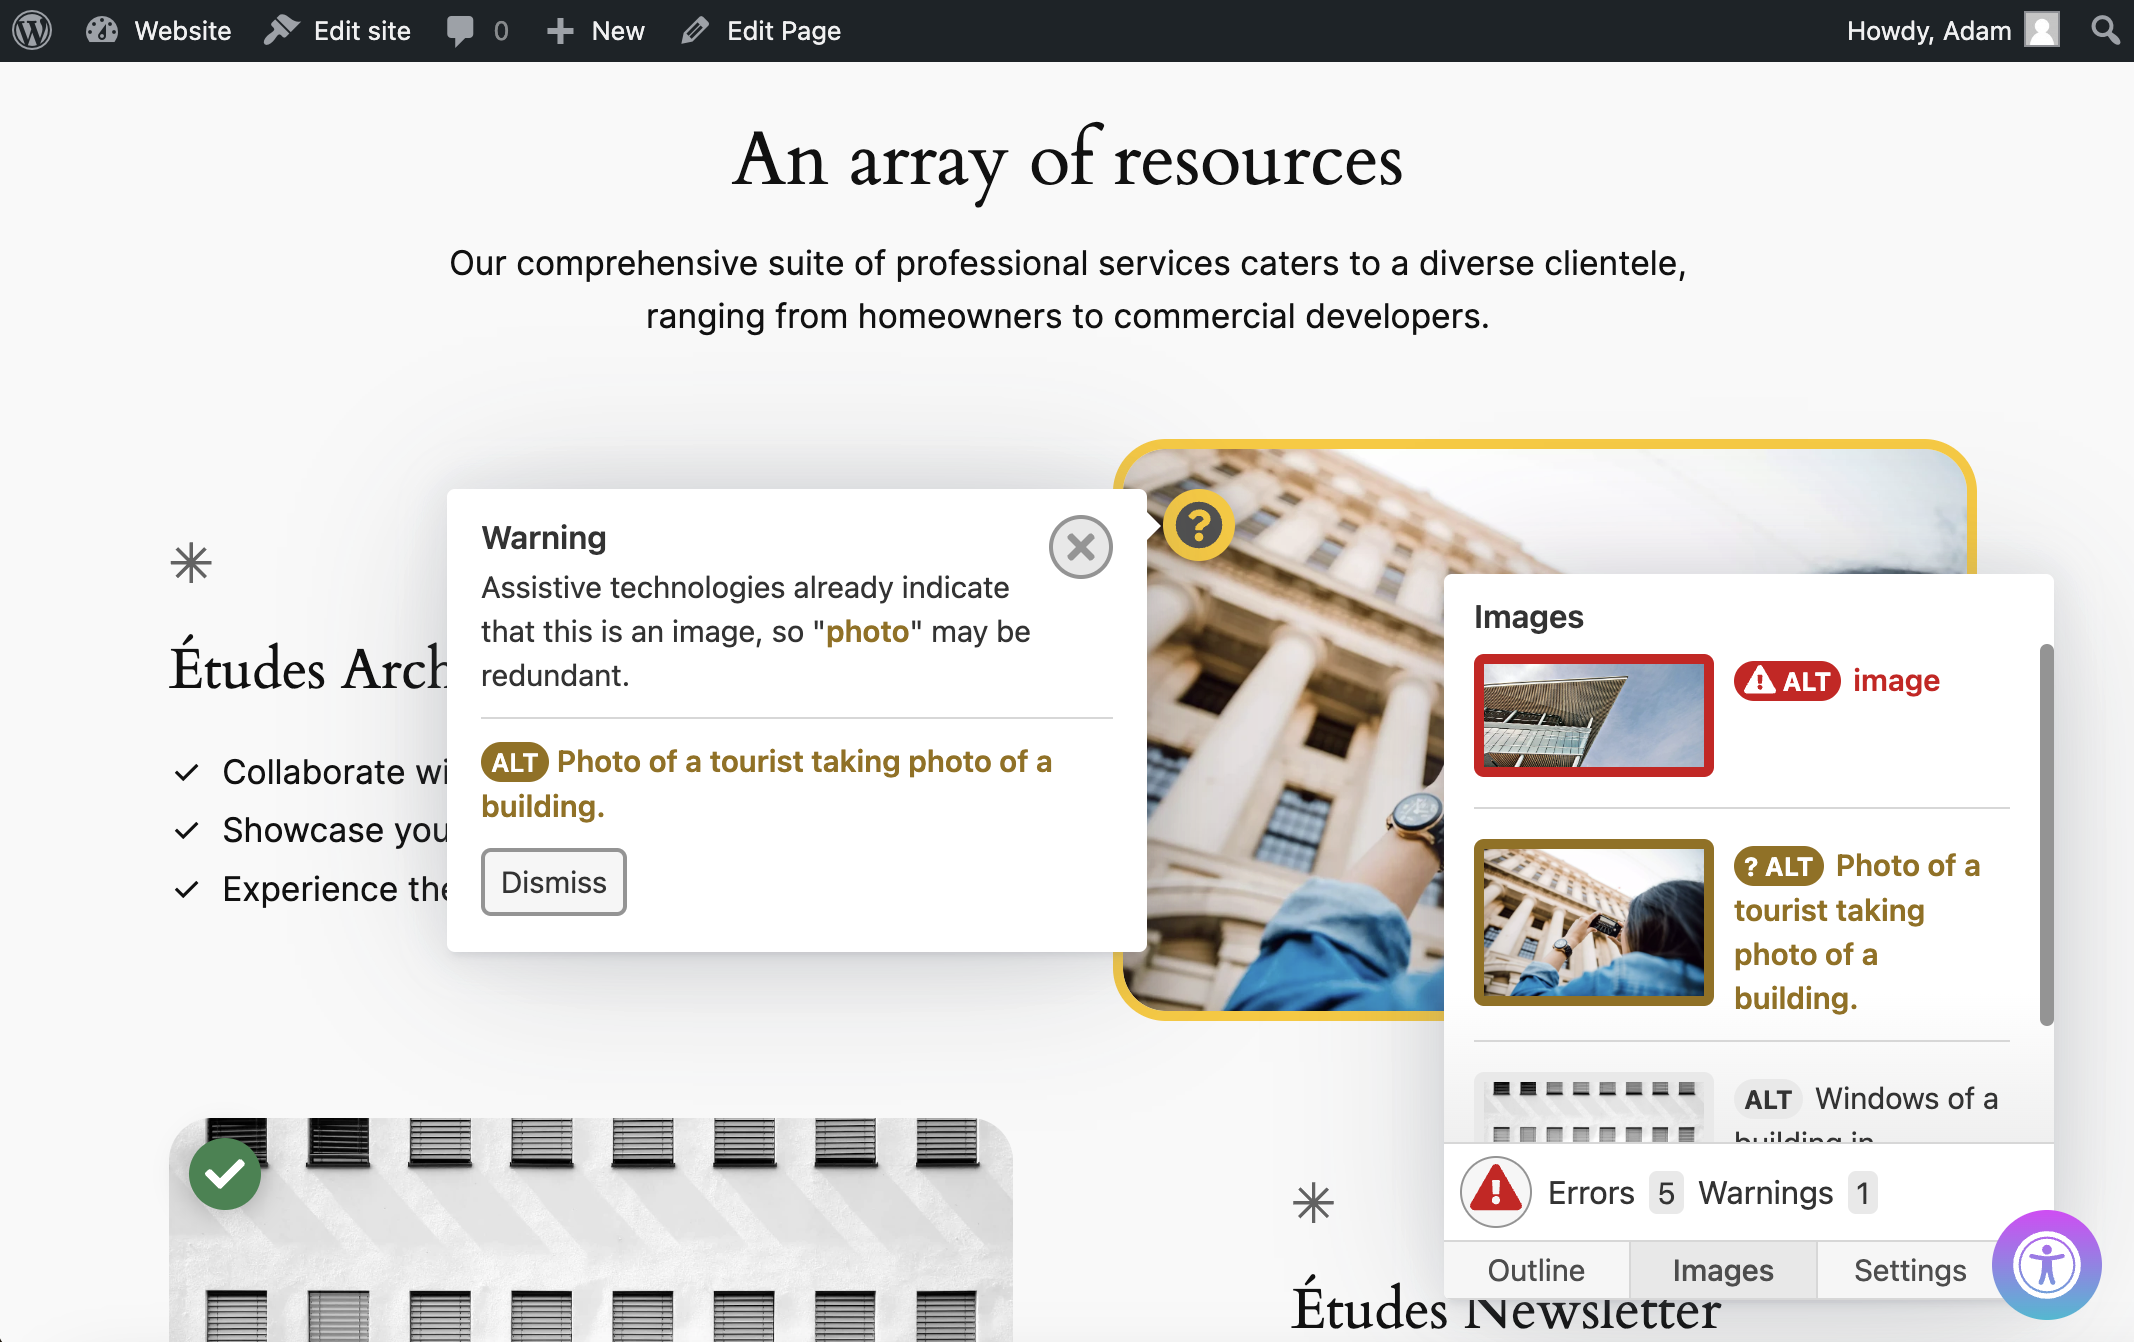 Website Edit site 0 New Edit Page Howdy, Adam
An array of resources
Our comprehensive suite of professional services caters to a diverse clientele,
ranging from homeowners to commercial developers.
Études Arch
Collaborate wi
Showcase you
Experience the
Warning
Assistive technologies already indicate
that this is an image, so "photo" may be
redundant.
ALT Photo of a tourist taking photo of a
building.
Dismiss
?
Images
ALT image
? ALT Photo of a
tourist taking
photo of a
building.
ALT Windows of a
building in
Errors 5 Warnings 1
Outline Images Settings
Études Newsletter